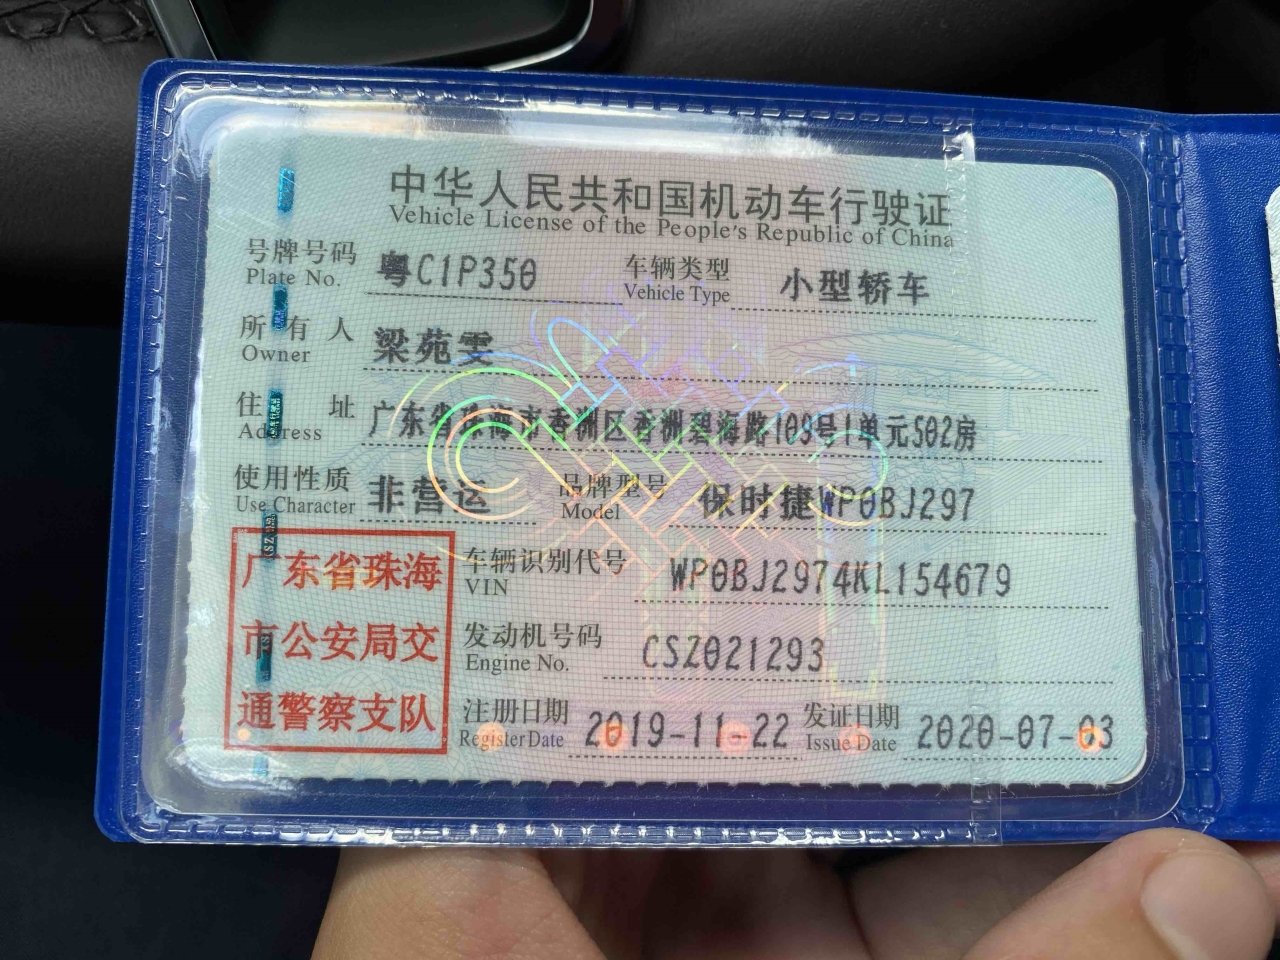 中华人民共和国机动车行驶证
Vehicle License of the People's Republic of China
号牌号码 粤C1P350 车辆类型 小型轿车
Plate No. Vehicle Type
所有人 梁苑雯
Owner
住址 广东省珠海市香洲区香洲碧海路109号1单元502房
Address
使用性质 非营运 品牌型号 保时捷WP0BJ297
Use Character Model
广东省珠海
市公安局交
通警察支队
车辆识别代号 WP0BJ2974KL154679
VIN
发动机号码 CSZ021293
Engine No.
注册日期 2019-11-22 发证日期 2020-07-03
Register Date Issue Date